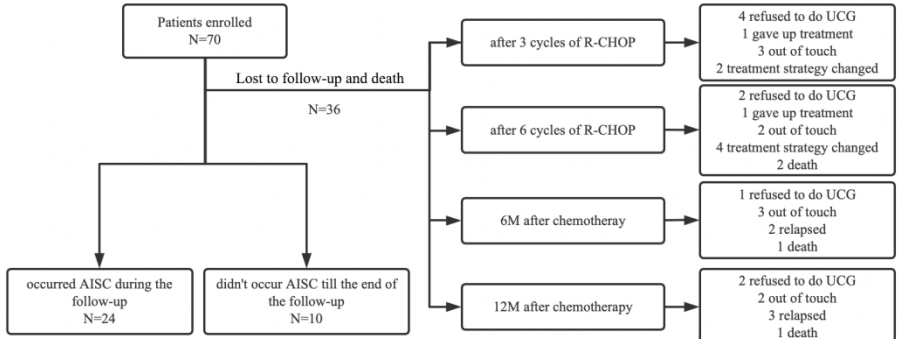 Patients enrolled
N=70
Lost to follow-up and death
N=36
occurred AISC during the
follow-up
N=24
didn't occur AISC till the end of
the follow-up
N=10
after 3 cycles of R-CHOP
4 refused to do UCG
1 gave up treatment
3 out of touch
2 treatment strategy changed
after 6 cycles of R-CHOP
2 refused to do UCG
1 gave up treatment
2 out of touch
4 treatment strategy changed
2 death
6M after chemotheray
1 refused to do UCG
3 out of touch
2 relapsed
1 death
12M after chemotherapy
2 refused to do UCG
2 out of touch
3 relapsed
1 death